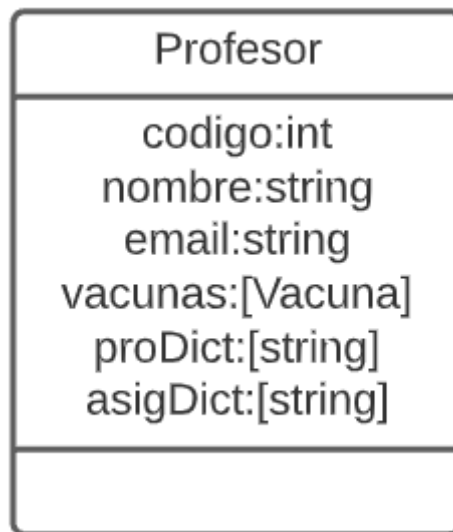 Profesor
codigo:int
nombre:string
email:string
vacunas:[Vacuna]
proDict:[string]
asigDict:[string]